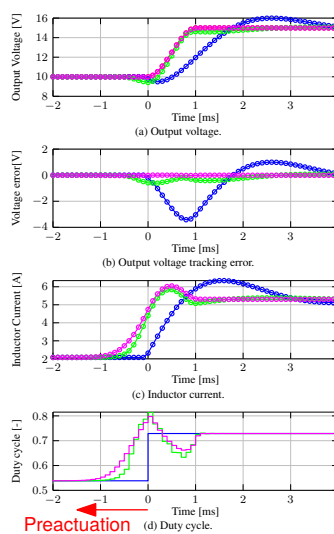 Output Voltage [V]
16
14
12
10
8
−2 −1 0 1 2 3
Time [ms]
(a) Output voltage.
Voltage error[V]
2
0
−2
−4
−2 −1 0 1 2 3
Time [ms]
(b) Output voltage tracking error.
Inductor Current [A]
6
5
4
3
2
−2 −1 0 1 2 3
Time [ms]
(c) Inductor current.
Duty cycle [-]
0.8
0.7
0.6
0.5
−2 −1 0 1 2 3
Time [ms]
Preactuation
(d) Duty cycle.